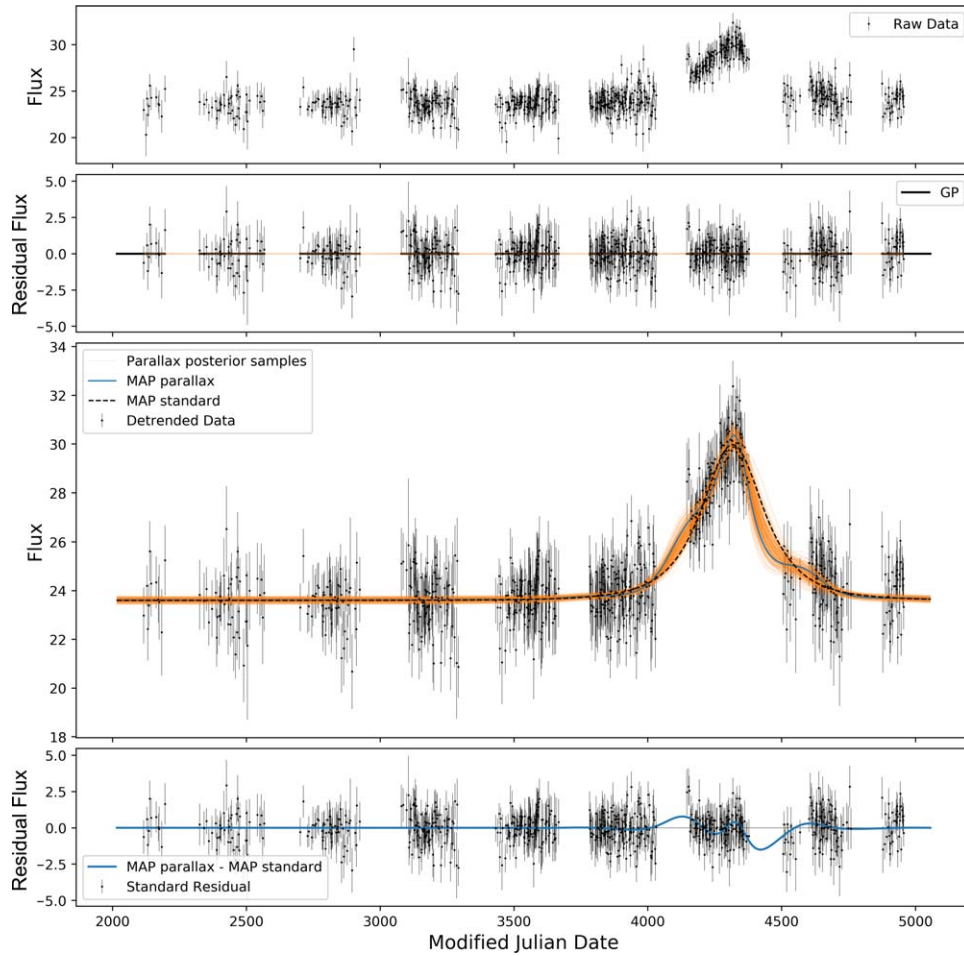 Raw Data
30
25
20
Flux
GP
5.0
2.5
0.0
−2.5
−5.0
Residual Flux
Parallax posterior samples
MAP parallax
MAP standard
Detrended Data
34
32
30
28
26
24
22
20
18
Flux
5.0
2.5
0.0
−2.5
−5.0
Residual Flux
MAP parallax - MAP standard
Standard Residual
2000 2500 3000 3500 4000 4500 5000
Modified Julian Date